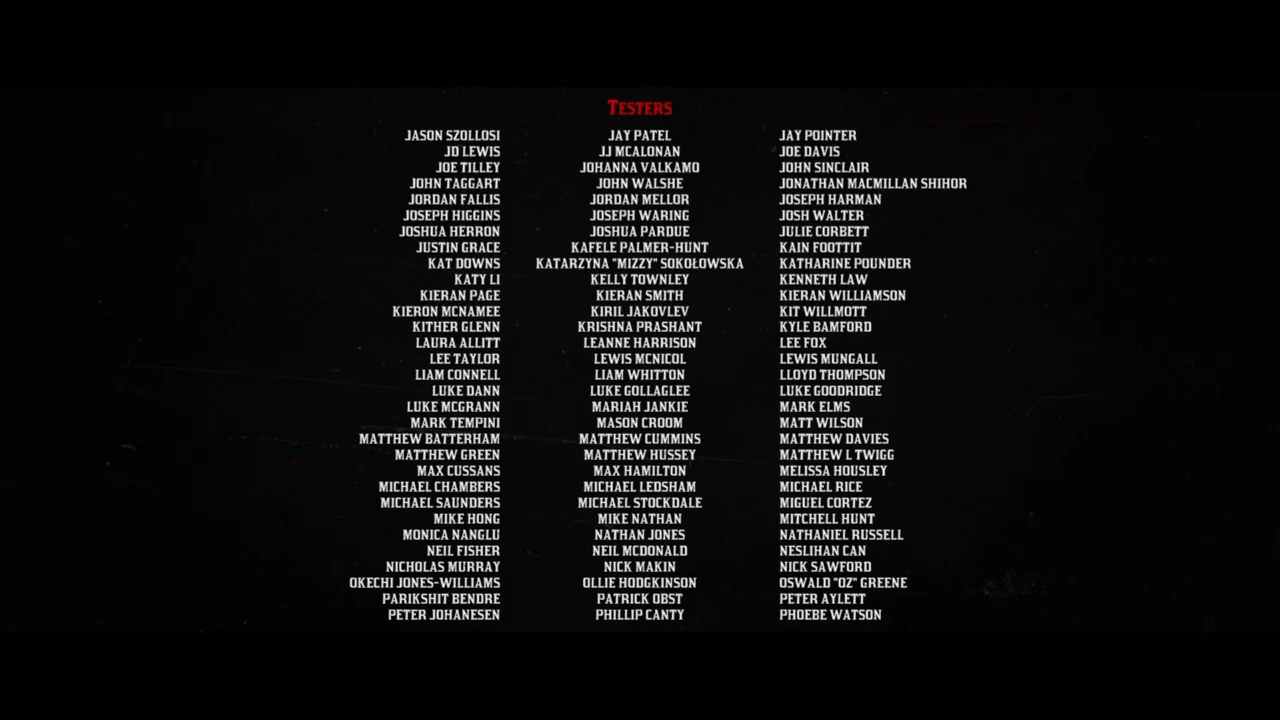 TESTERS
JASON SZOLLOSI JAY PATEL JAY POINTER
JD LEWIS JJ MCALONAN JOE DAVIS
JOE TILLEY JOHANNA VALKAMO JOHN SINCLAIR
JOHN TAGGART JOHN WALSHE JONATHAN MACMILLAN SHIHOR
JORDAN FALLIS JORDAN MELLOR JOSEPH HARMAN
JOSEPH HIGGINS JOSEPH WARING JOSH WALTER
JOSHUA HERRON JOSHUA PARDUE JULIE CORBETT
JUSTIN GRACE KAFELE PALMER-HUNT KAIN FOOTTIT
KAT DOWNS KATARZYNA "MIZZY" SOKOŁOWSKA KATHARINE POUNDER
KATY LI KELLY TOWNLEY KENNETH LAW
KIERAN PAGE KIERAN SMITH KIERAN WILLIAMSON
KIERON MCNAMEE KIRIL JAKOVLEV KIT WILLMOTT
KITHER GLENN KRISHNA PRASHANT KYLE BAMFORD
LAURA ALLITT LEANNE HARRISON LEE FOX
LEE TAYLOR LEWIS MCNICOL LEWIS MUNGALL
LIAM CONNELL LIAM WHITTON LLOYD THOMPSON
LUKE DANN LUKE GOLLAGLEE LUKE GOODRIDGE
LUKE MCGRANN MARIAH JANKIE MARK ELMS
MARK TEMPINI MASON CROOM MATT WILSON
MATTHEW BATTERHAM MATTHEW CUMMINS MATTHEW DAVIES
MATTHEW GREEN MATTHEW HUSSEY MATTHEW L TWIGG
MAX CUSSANS MAX HAMILTON MELISSA HOUSLEY
MICHAEL CHAMBERS MICHAEL LEDSHAM MICHAEL RICE
MICHAEL SAUNDERS MICHAEL STOCKDALE MIGUEL CORTEZ
MIKE HONG MIKE NATHAN MITCHELL HUNT
MONICA NANGLU NATHAN JONES NATHANIEL RUSSELL
NEIL FISHER NEIL MCDONALD NESLIHAN CAN
NICHOLAS MURRAY NICK MAKIN NICK SAWFORD
OKECHI JONES-WILLIAMS OLLIE HODGKINSON OSWALD "OZ" GREENE
PARIKSHIT BENDRE PATRICK OBST PETER AYLETT
PETER JOHANESEN PHILLIP CANTY PHOEBE WATSON